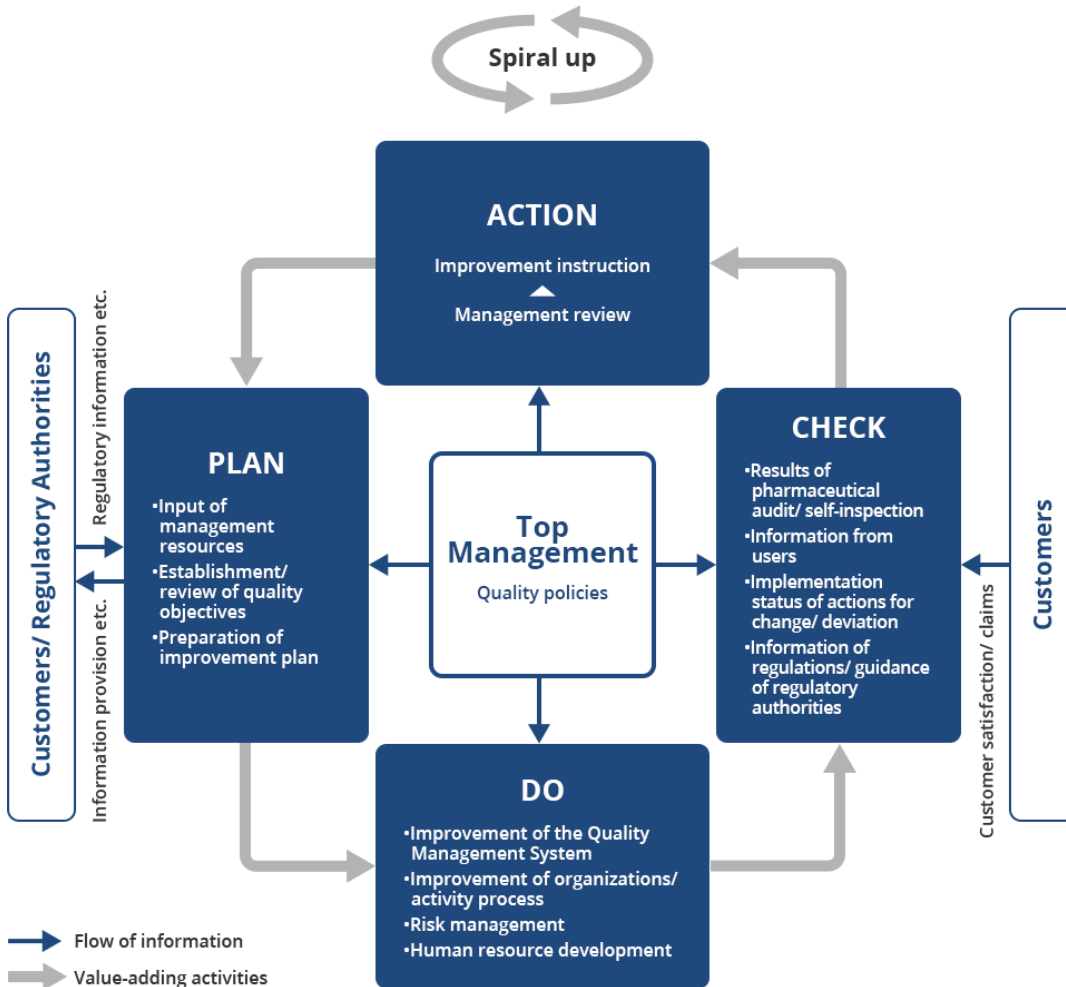 Spiral up
ACTION
Improvement instruction
Management review
Customers/ Regulatory Authorities
Regulatory information etc.
Information provision etc.
PLAN
•Input of
management
resources
•Establishment/
review of quality
objectives
•Preparation of
improvement plan
Top
Management
Quality policies
CHECK
•Results of
pharmaceutical
audit/ self-inspection
•Information from
users
•Implementation
status of actions for
change/ deviation
•Information of
regulations/ guidance
of regulatory
authorities
Customer satisfaction/ claims
Customers
DO
•Improvement of the Quality
Management System
•Improvement of organizations/
activity process
•Risk management
•Human resource development
Flow of information
Value-adding activities